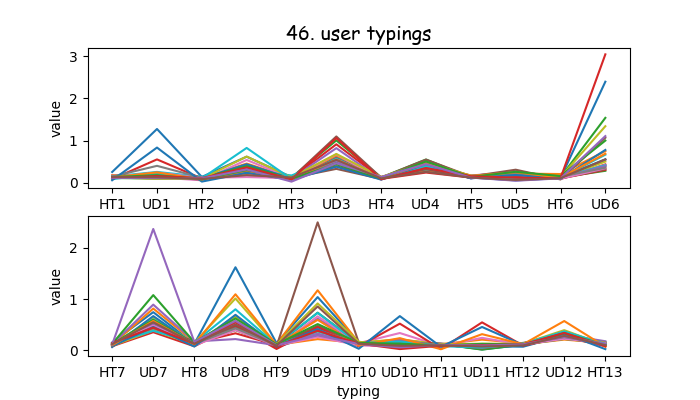 46. user typings
value
3
2
1
0
HT1 UD1 HT2 UD2 HT3 UD3 HT4 UD4 HT5 UD5 HT6 UD6
value
2
1
0
HT7 UD7 HT8 UD8 HT9 UD9 HT10 UD10 HT11 UD11 HT12 UD12 HT13
typing